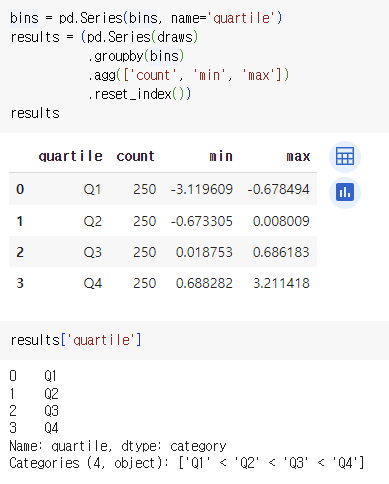 bins = pd.Series(bins, name='quartile')
results = (pd.Series(draws)
.groupby(bins)
.agg(['count', 'min', 'max'])
.reset_index())
results
quartile count min max
0 Q1 250 -3.119609 -0.678494
1 Q2 250 -0.673305 0.008009
2 Q3 250 0.018753 0.686183
3 Q4 250 0.688282 3.211418
results['quartile']
0 Q1
1 Q2
2 Q3
3 Q4
Name: quartile, dtype: category
Categories (4, object): ['Q1' < 'Q2' < 'Q3' < 'Q4']